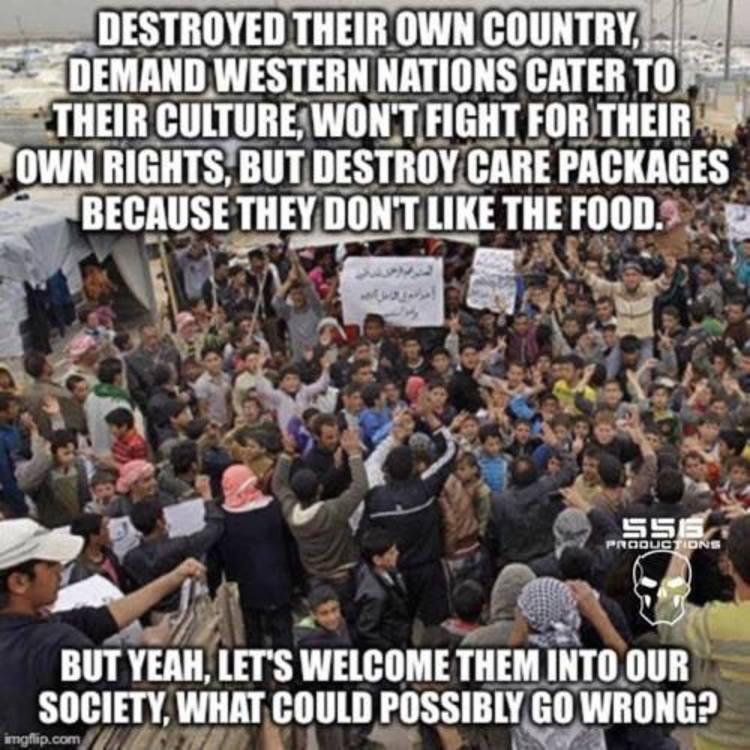 DESTROYED THEIR OWN COUNTRY,
DEMAND WESTERN NATIONS CATER TO
THEIR CULTURE, WON'T FIGHT FOR THEIR
OWN RIGHTS, BUT DESTROY CARE PACKAGES
BECAUSE THEY DON'T LIKE THE FOOD.
556
PRODUCTIONS
BUT YEAH, LET'S WELCOME THEM INTO OUR
SOCIETY, WHAT COULD POSSIBLY GO WRONG?
imgflip.com